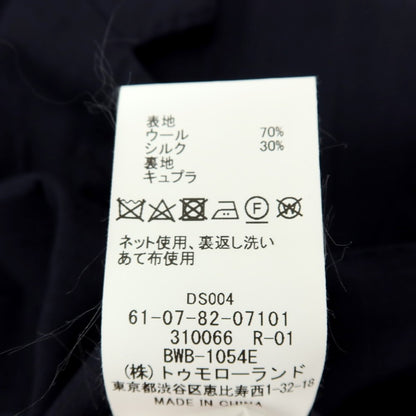 表地
ウール 70%
シルク 30%
裏地
キュプラ
F W
ネット使用、裏返し洗い
あて布使用
DS004
61-07-82-07101
310066 R-01
BWB-1054E
(株)トゥモローランド
東京都渋谷区恵比寿西1-32-18
MADE IN CHINA